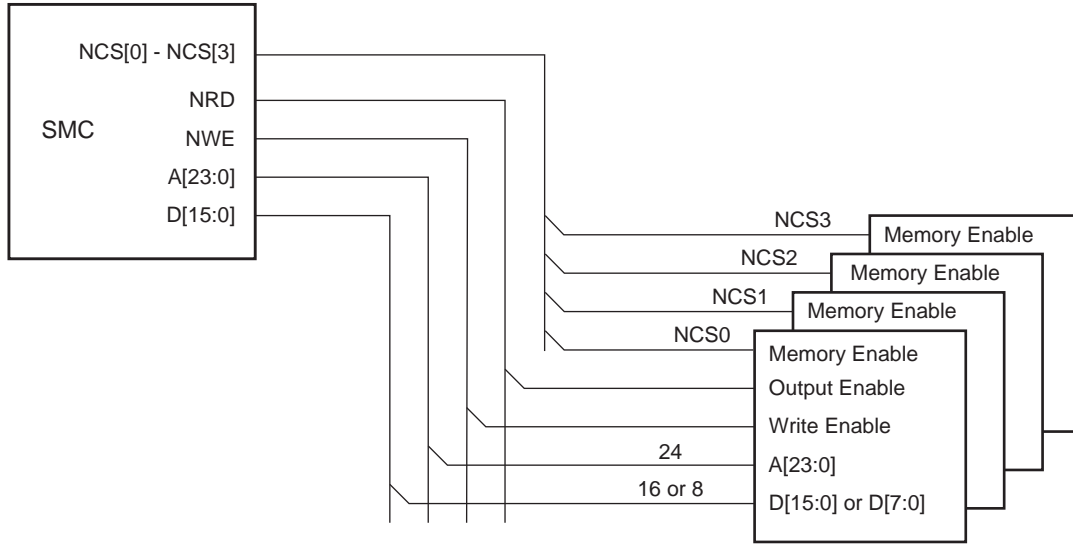 NCS[0] - NCS[3]
NRD
SMC
NWE
A[23:0]
D[15:0]
NCS3
Memory Enable
NCS2
Memory Enable
NCS1
Memory Enable
NCS0
Memory Enable
Output Enable
Write Enable
24
A[23:0]
16 or 8
D[15:0] or D[7:0]